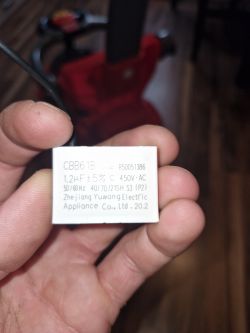 CBB61B R50051386
1.2μF±5% C 450V·AC
50/60Hz 40/70/21SH S3 (P2)
Zhejiang Yuwang Electric
Appliance Co., Ltd. 20.2